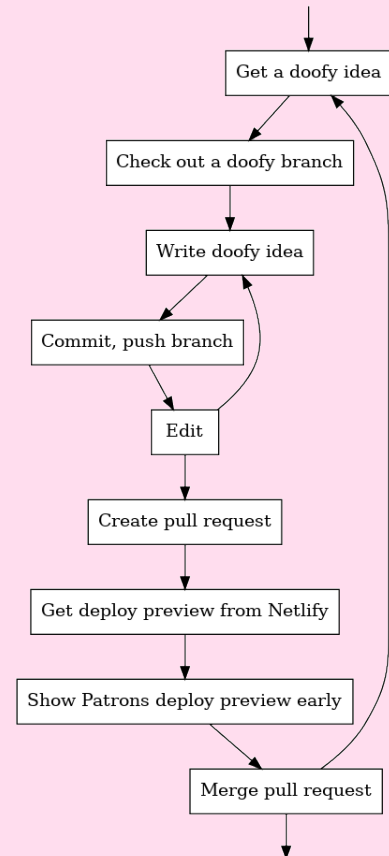 Get a doofy idea
Check out a doofy branch
Write doofy idea
Commit, push branch
Edit
Create pull request
Get deploy preview from Netlify
Show Patrons deploy preview early
Merge pull request